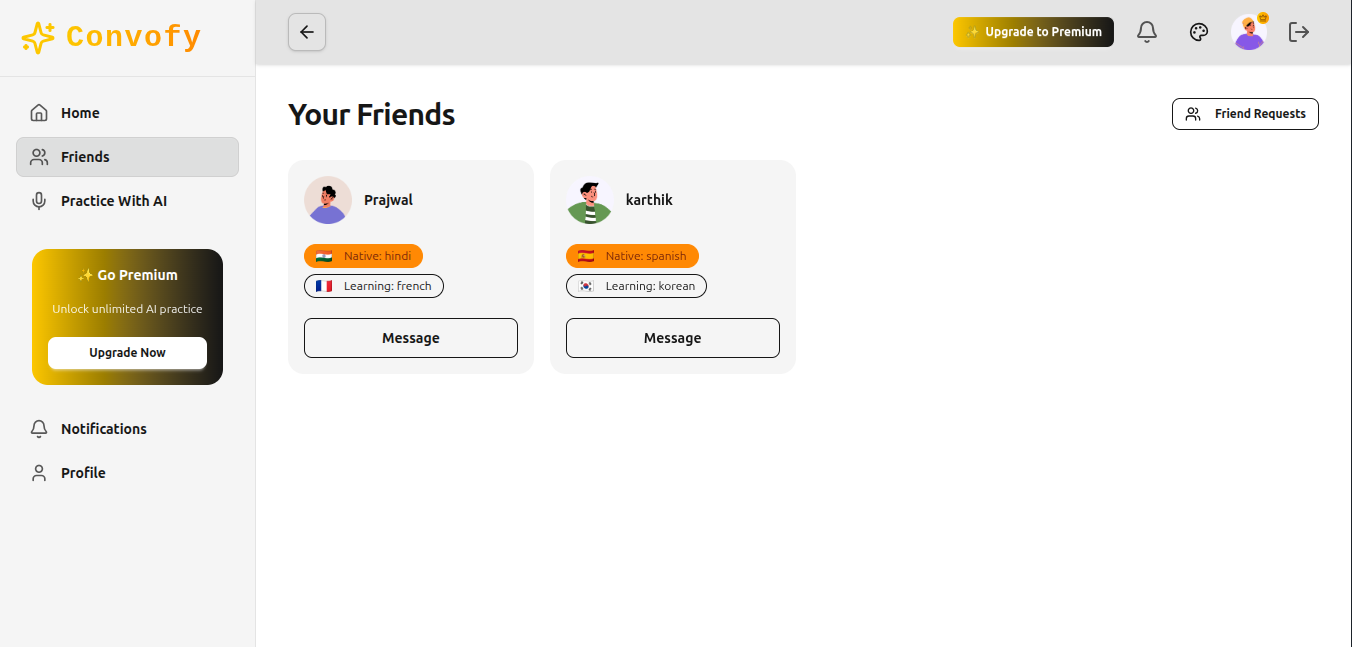 Convofy
✨ Upgrade to Premium
Home
Friends
Practice With AI
✨ Go Premium
Unlock unlimited AI practice
Upgrade Now
Notifications
Profile
Your Friends
Friend Requests
Prajwal
Native: hindi
Learning: french
Message
karthik
Native: spanish
Learning: korean
Message